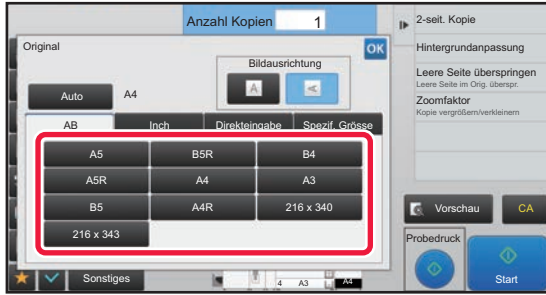 Anzahl Kopien 1
Original
OK
Bildausrichtung
A
A
Auto A4
AB Inch Direkteingabe Spezif. Grösse
A5 B5R B4
A5R A4 A3
B5 A4R 216 x 340
216 x 343
Sonstiges
4 A3 A4
2-seit. Kopie
Hintergrundanpassung
Leere Seite überspringen
Leere Seite im Orig. überspr.
Zoomfaktor
Kopie vergrößern/verkleinern
Vorschau CA
Probedruck
Start